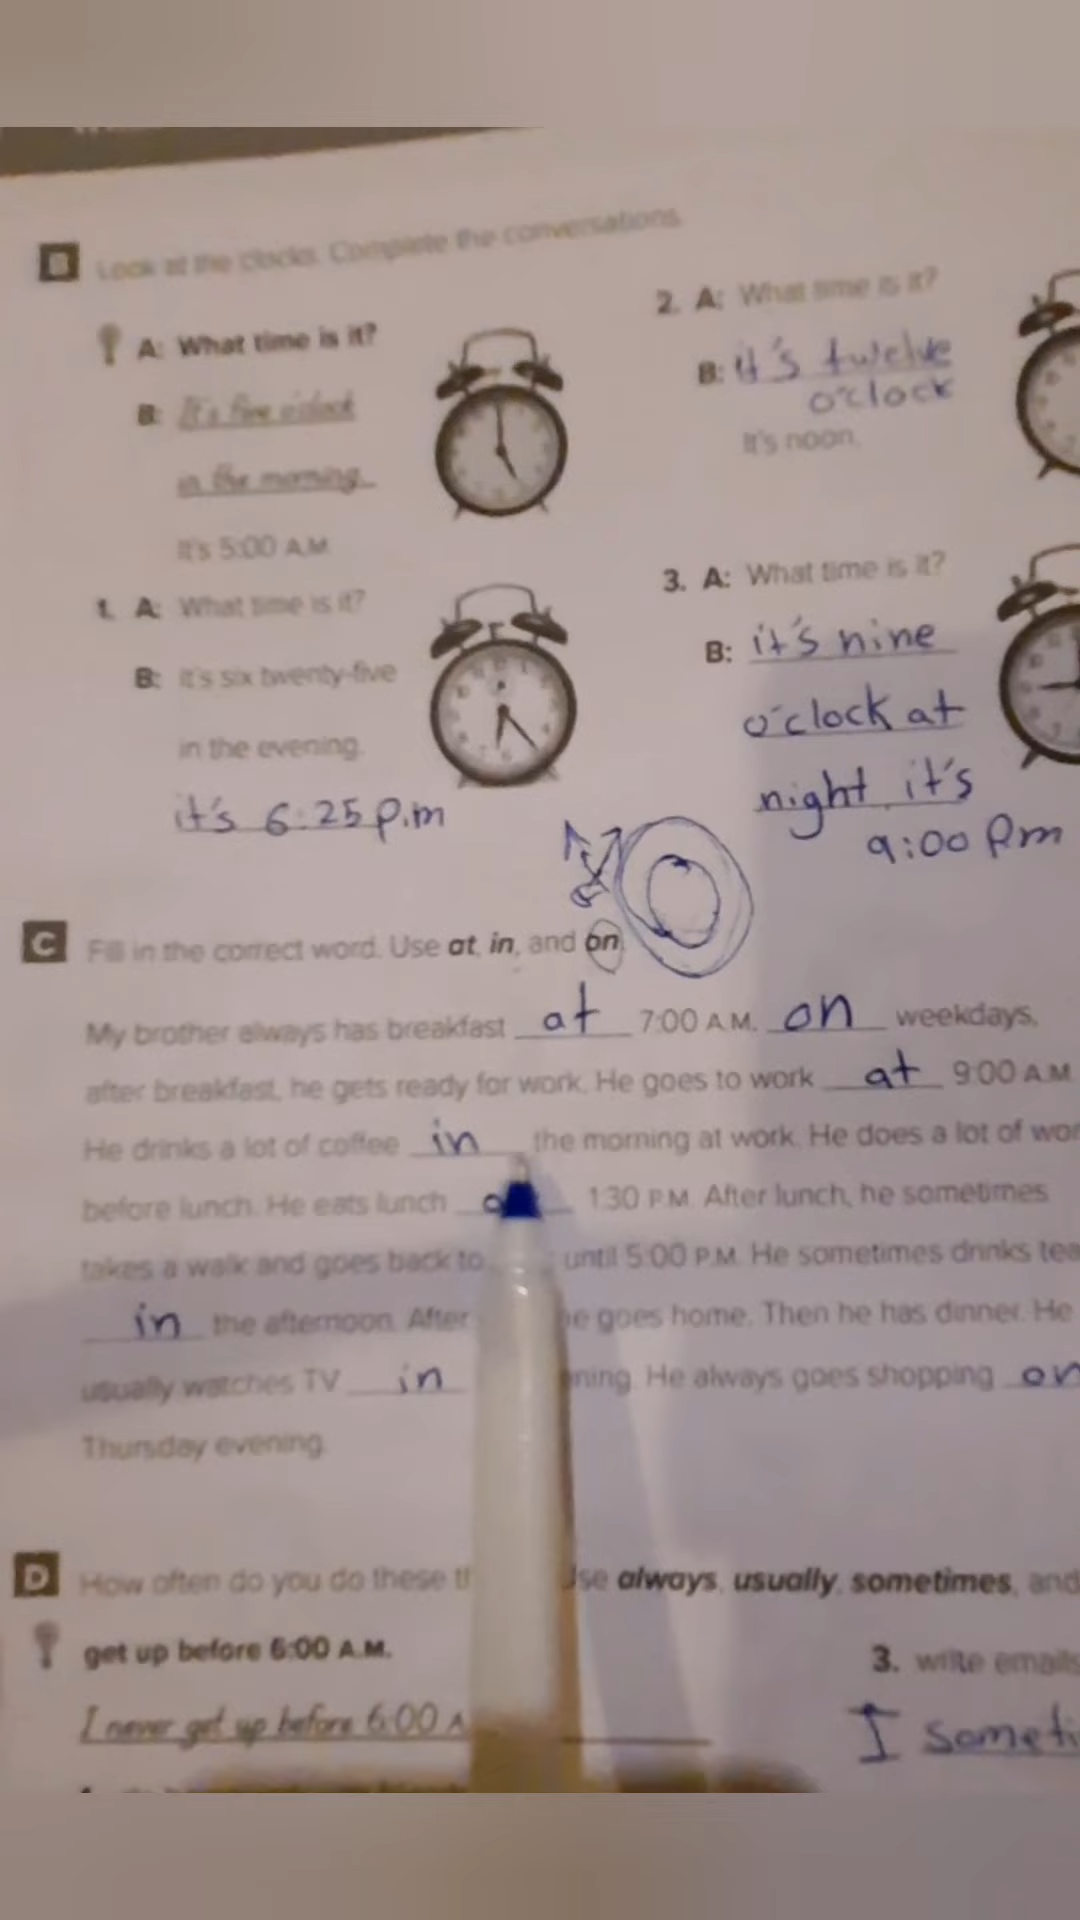 B Look at the clocks. Complete the conversations.
A: What time is it?
B: It's five o'clock
in the morning.
It's 5:00 A.M.
1. A: What time is it?
B: It's six twenty-five
in the evening.
it's 6:25 p.m
2. A: What time is it?
B: it's twelve
o'clock
It's noon.
3. A: What time is it?
B: it's nine
o'clock at
night it's
9:00 Pm
C Fill in the correct word. Use at, in, and on
My brother always has breakfast at 7:00 A.M. on weekdays,
after breakfast, he gets ready for work. He goes to work at 9:00 A.M
He drinks a lot of coffee in the morning at work. He does a lot of wor
before lunch. He eats lunch 1:30 P.M. After lunch, he sometimes
takes a walk and goes back to until 5:00 P.M. He sometimes drinks tea
in the afternoon. After he goes home. Then he has dinner. He
usually watches TV in ning. He always goes shopping on
Thursday evening.
D How often do you do these th Use always, usually, sometimes, and
get up before 6:00 A.M.
I never get up before 6:00 A
3. write emails
I someti